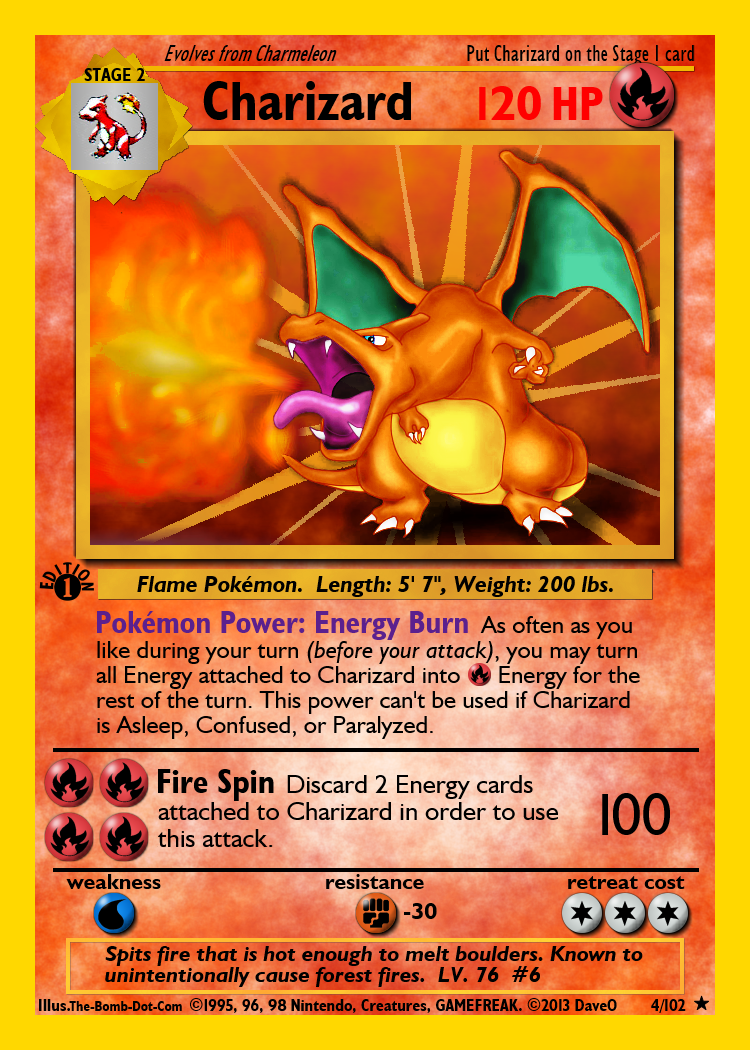 Evolves from Charmeleon
Put Charizard on the Stage 1 card
STAGE 2
Charizard
120 HP
EDITION
1
Flame Pokémon. Length: 5' 7", Weight: 200 lbs.
Pokémon Power: Energy Burn As often as you
like during your turn (before your attack), you may turn
all Energy attached to Charizard into Energy for the
rest of the turn. This power can't be used if Charizard
is Asleep, Confused, or Paralyzed.
Fire Spin Discard 2 Energy cards
attached to Charizard in order to use
this attack.
100
weakness
resistance
retreat cost
-30
Spits fire that is hot enough to melt boulders. Known to
unintentionally cause forest fires. LV. 76 #6
Illus.The-Bomb-Dot-Com ©1995, 96, 98 Nintendo, Creatures, GAMEFREAK. ©2013 DaveO 4/102 ★